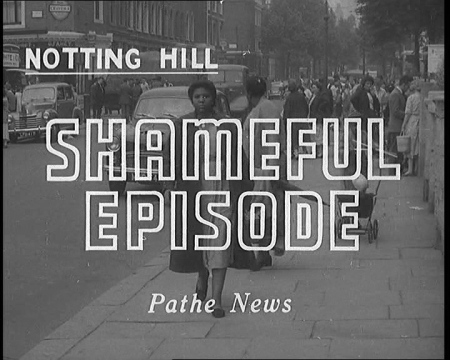 NOTTING HILL
SHAMEFUL
EPISODE
Pathe News